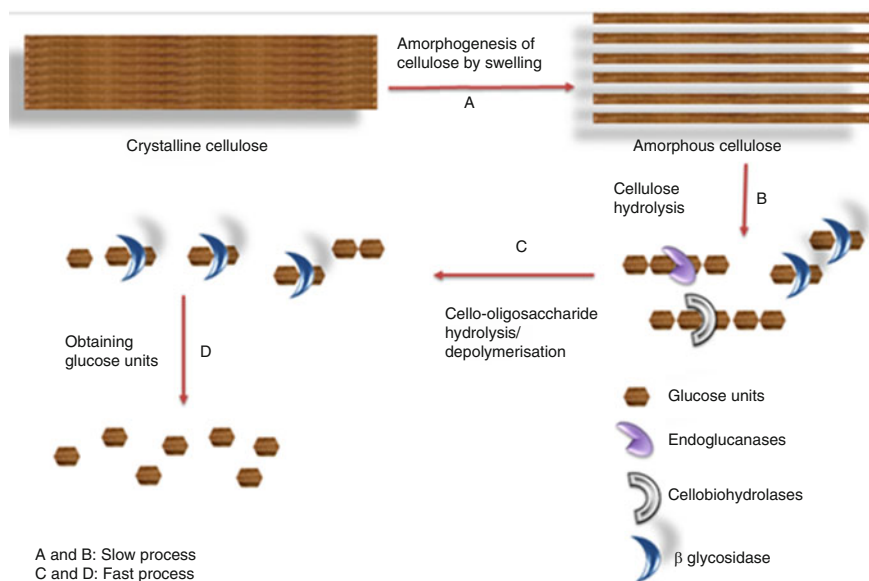 Amorphogenesis of
cellulose by swelling
A
Crystalline cellulose
Amorphous cellulose
Cellulose
hydrolysis
B
C
Cello-oligosaccharide
hydrolysis/
depolymerisation
Obtaining
glucose units
D
Glucose units
Endoglucanases
Cellobiohydrolases
β glycosidase
A and B: Slow process
C and D: Fast process